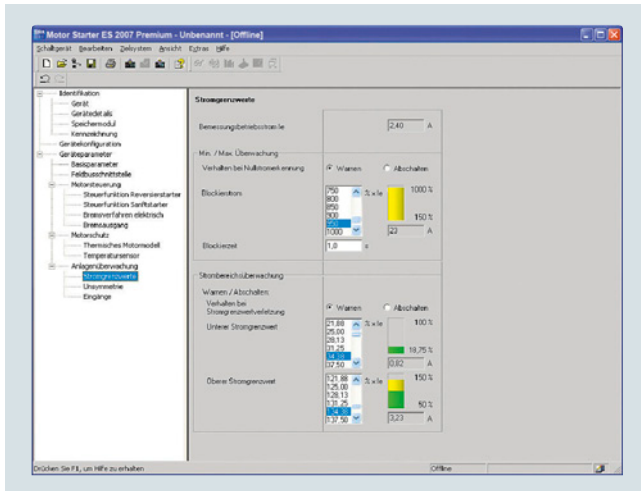 Motor Starter ES 2007 Premium - Unbenannt - [Offline]
Schaltgerät Bearbeiten Zielsystem Ansicht Extras Hilfe
Identifikation
Gerät
Gerätedetails
Speichermodul
Kennzeichnung
Gerätekonfiguration
Geräteparameter
Basisparameter
Feldbusschnittstelle
Motorsteuerung
Steuerfunktion Reversierstarter
Steuerfunktion Sanftstarter
Bremsverfahren elektrisch
Bremsausgang
Motorschutz
Thermisches Motormodell
Temperatursensor
Anlagenüberwachung
Stromgrenzwerte
Unsymmetrie
Eingänge
Stromgrenzwerte
Bemessungsbetriebsstrom Ie 2,40 A
Min. / Max. Überwachung
Verhalten bei Nullstromerkennung Warnen Abschalten
Blockierstrom
750
800
850
900
950
1000
% x Ie
1000 %
150 %
23 A
Blockierzeit 1,0 s
Strombereichsüberwachung
Warnen / Abschalten
Verhalten bei
Stromgrenzwertverletzung Warnen Abschalten
Unterer Stromgrenzwert
21,88
25,00
28,13
31,25
34,38
37,50
% x Ie
100 %
18,75 %
0,82 A
Oberer Stromgrenzwert
121,88
125,00
128,13
131,25
134,38
137,50
% x Ie
150 %
50 %
3,23 A
Drücken Sie F1, um Hilfe zu erhalten Offline